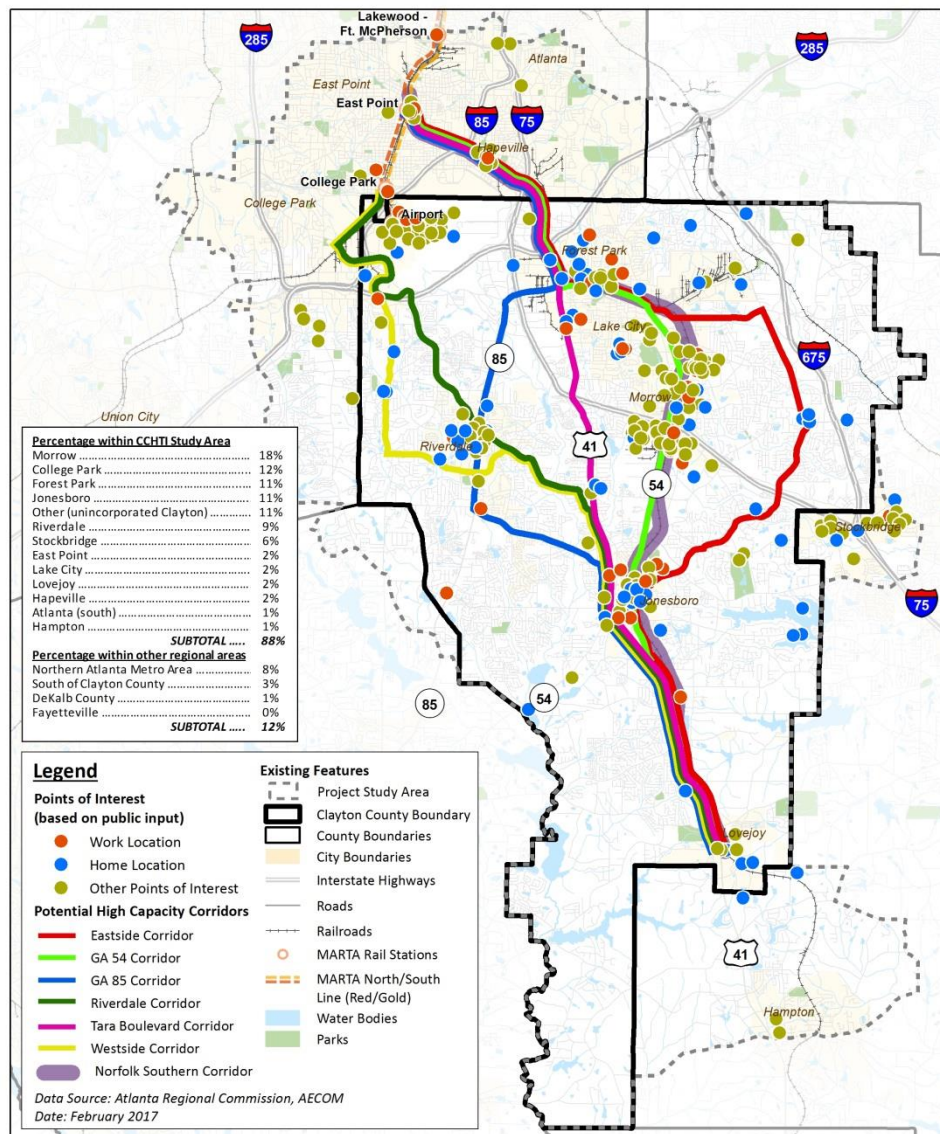 Lakewood -
Ft. McPherson
285
Atlanta
285
East Point
East Point
85
75
Hapeville
College Park
College Park
Airport
Forest Park
Lake City
85
675
Morrow
Union City
Riverdale
41
54
Stockbridge
75
Jonesboro
85
54
Lovejoy
41
Hampton
Percentage within CCHTI Study Area
Morrow 18%
College Park 12%
Forest Park 11%
Jonesboro 11%
Other (unincorporated Clayton) 11%
Riverdale 9%
Stockbridge 6%
East Point 2%
Lake City 2%
Lovejoy 2%
Hapeville 2%
Atlanta (south) 1%
Hampton 1%
SUBTOTAL ..... 88%
Percentage within other regional areas
Northern Atlanta Metro Area 8%
South of Clayton County 3%
DeKalb County 1%
Fayetteville 0%
SUBTOTAL ..... 12%
Legend
Points of Interest
(based on public input)
Work Location
Home Location
Other Points of Interest
Potential High Capacity Corridors
Eastside Corridor
GA 54 Corridor
GA 85 Corridor
Riverdale Corridor
Tara Boulevard Corridor
Westside Corridor
Norfolk Southern Corridor
Existing Features
Project Study Area
Clayton County Boundary
County Boundaries
City Boundaries
Interstate Highways
Roads
Railroads
MARTA Rail Stations
MARTA North/South
Line (Red/Gold)
Water Bodies
Parks
Data Source: Atlanta Regional Commission, AECOM
Date: February 2017